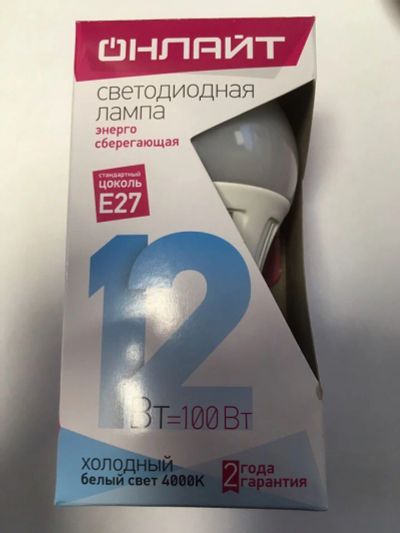 ОНЛАЙТ
светодиодная
лампа
энерго
сберегающая
стандартный
цоколь
E27
12
Вт=100 Вт
холодный
белый свет 4000К
2 года
гарантия